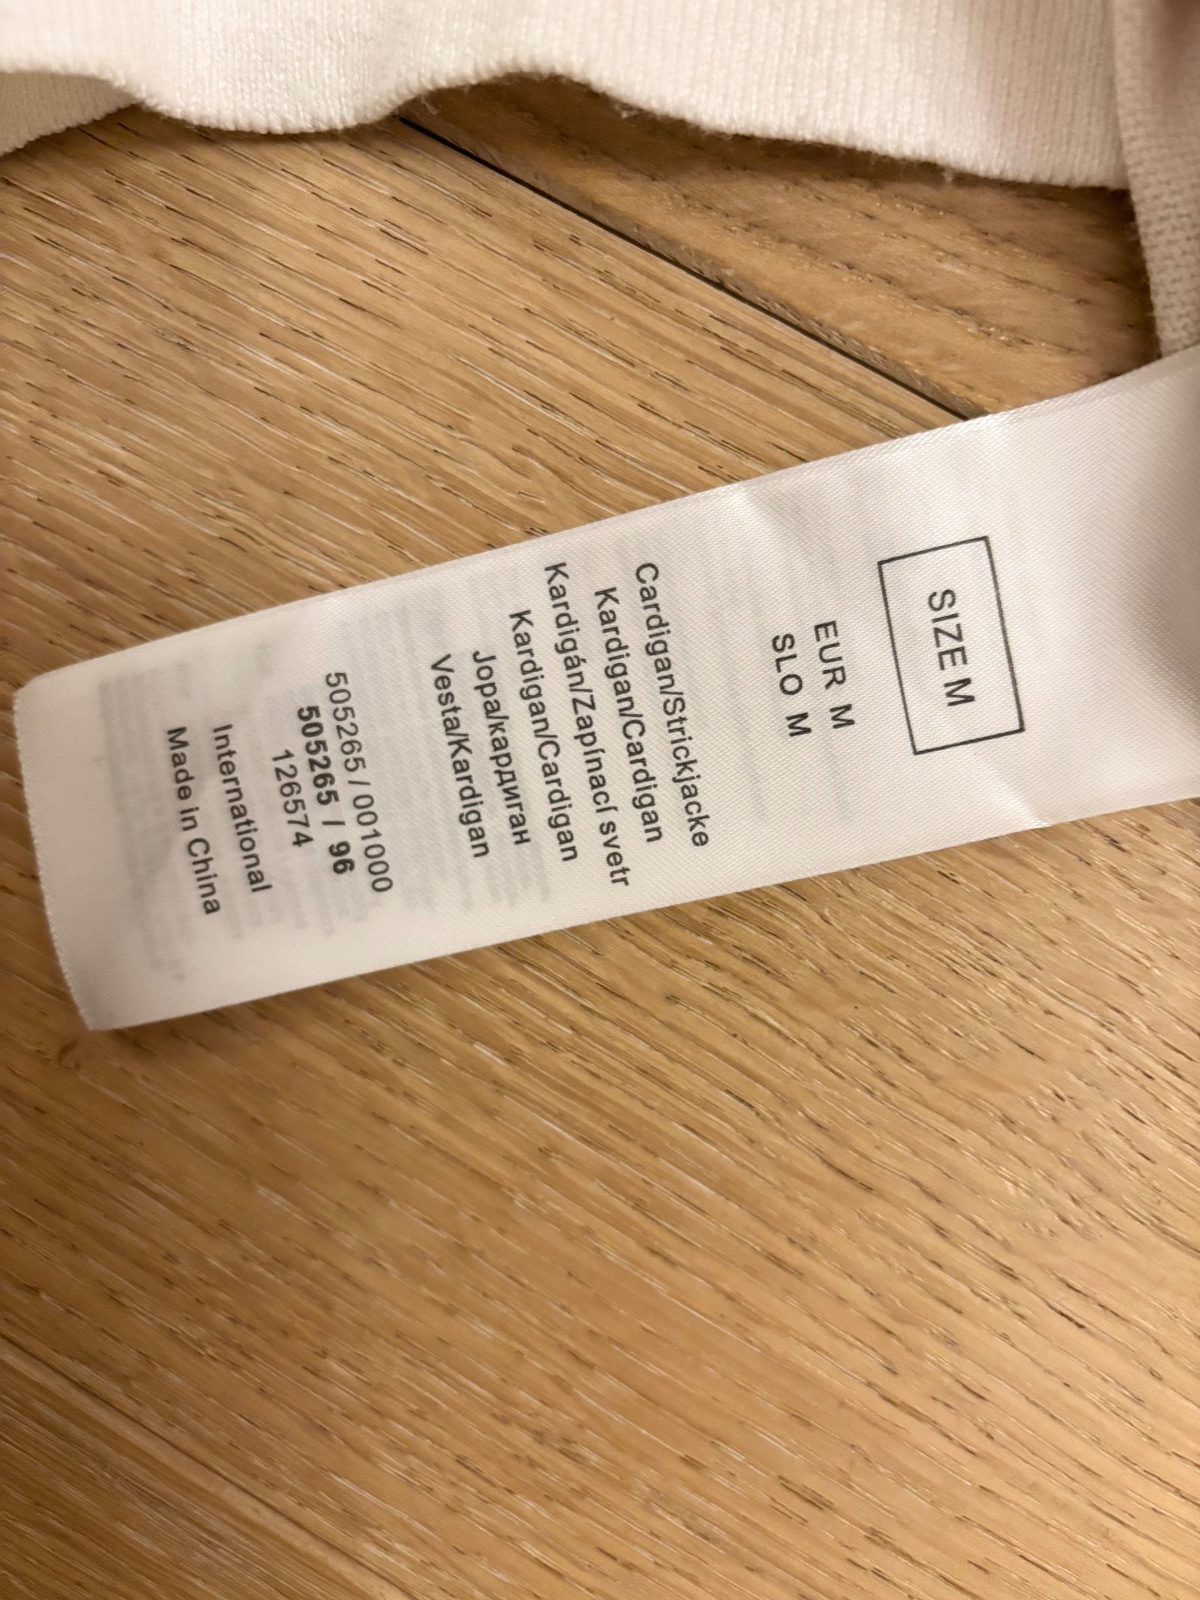 SIZE M
EUR M
SLO M
Cardigan/Strickjacke
Kardigan/Cardigan
Kardigán/Zapínací svetr
Kardigan/Cardigan
Jopa/кардиган
Vesta/Kardigan
505265 / 001000
505265 / 96
126574
International
Made in China